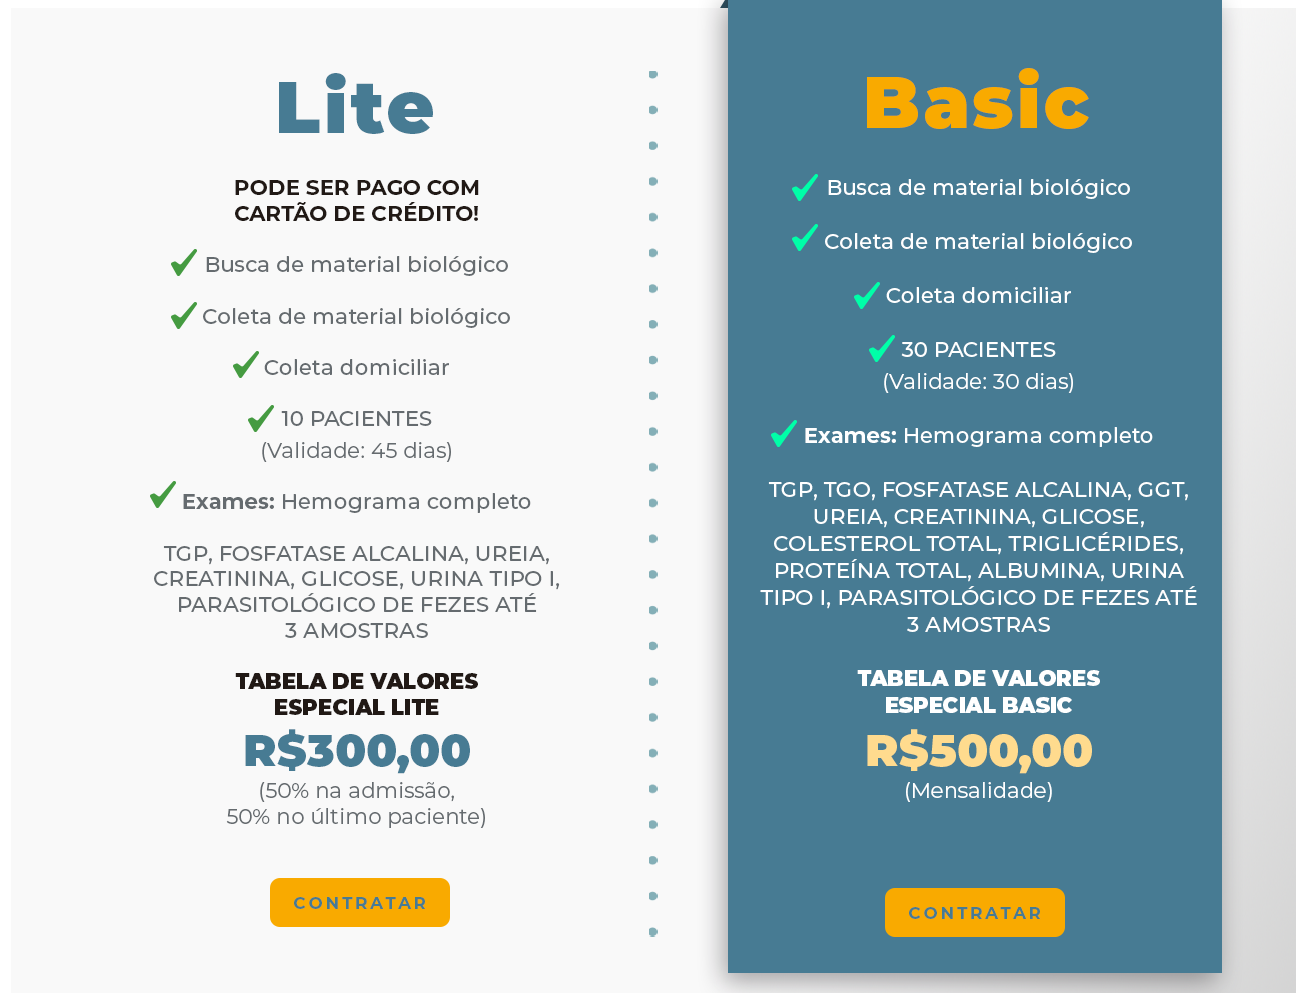 Lite
PODE SER PAGO COM
CARTÃO DE CRÉDITO!
Busca de material biológico
Coleta de material biológico
Coleta domiciliar
10 PACIENTES
(Validade: 45 dias)
Exames: Hemograma completo
TGP, FOSFATASE ALCALINA, UREIA,
CREATININA, GLICOSE, URINA TIPO I,
PARASITOLÓGICO DE FEZES ATÉ
3 AMOSTRAS
TABELA DE VALORES
ESPECIAL LITE
R$300,00
(50% na admissão,
50% no último paciente)
CONTRATAR
Basic
Busca de material biológico
Coleta de material biológico
Coleta domiciliar
30 PACIENTES
(Validade: 30 dias)
Exames: Hemograma completo
TGP, TGO, FOSFATASE ALCALINA, GGT,
UREIA, CREATININA, GLICOSE,
COLESTEROL TOTAL, TRIGLICÉRIDES,
PROTEÍNA TOTAL, ALBUMINA, URINA
TIPO I, PARASITOLÓGICO DE FEZES ATÉ
3 AMOSTRAS
TABELA DE VALORES
ESPECIAL BASIC
R$500,00
(Mensalidade)
CONTRATAR